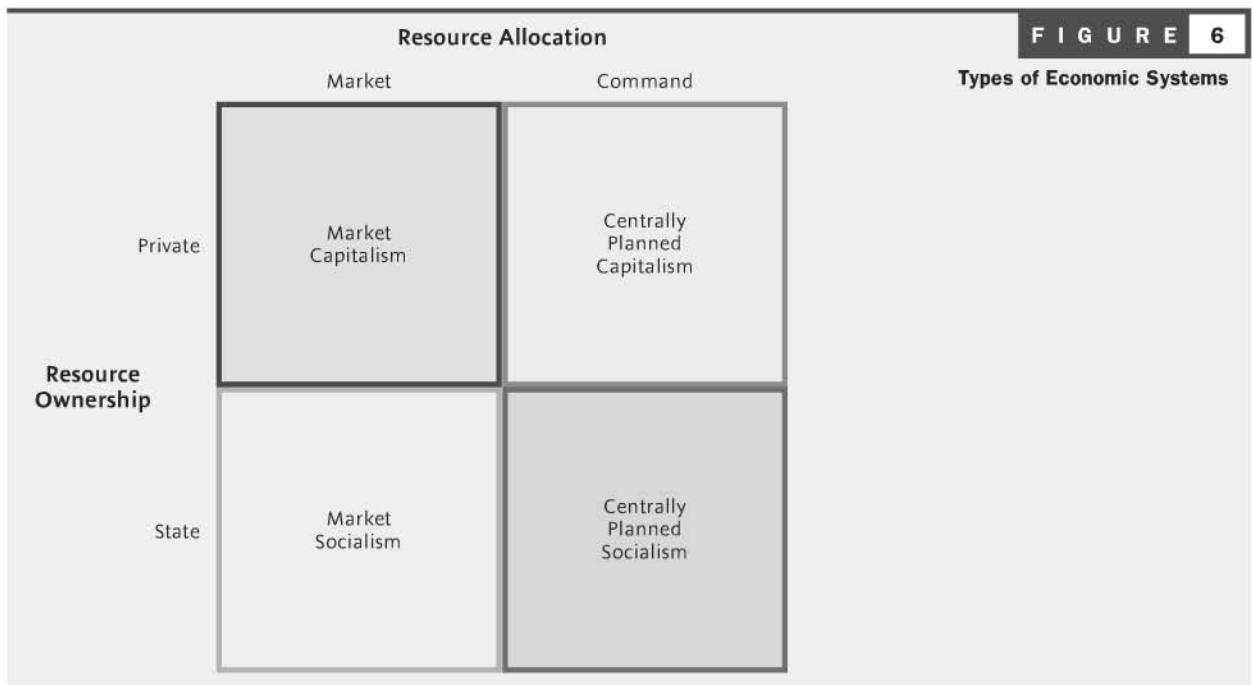 Resource Allocation
FIGURE 6
Types of Economic Systems
Market
Command
Private
Market
Capitalism
Centrally
Planned
Capitalism
Resource
Ownership
State
Market
Socialism
Centrally
Planned
Socialism